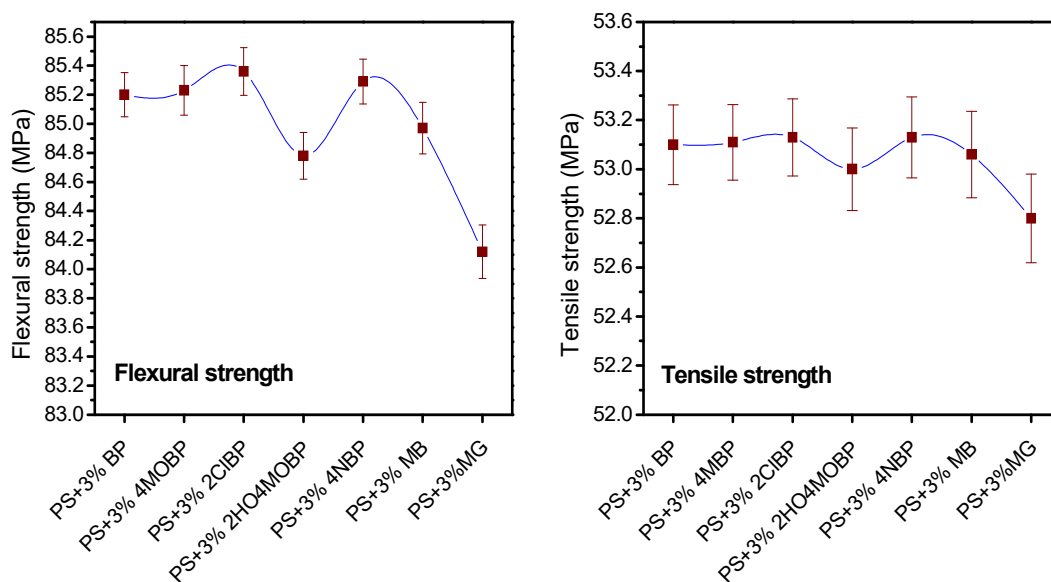 Flexural strength (MPa)
85.6
85.4
85.2
85.0
84.8
84.6
84.4
84.2
84.0
83.8
83.6
83.4
83.2
83.0
Flexural strength
PS+3% BP
PS+3% 4MOBP
PS+3% 2ClBP
PS+3% 2HO4MOBP
PS+3% 4NBP
PS+3% MB
PS+3%MG
Tensile strength (MPa)
53.6
53.4
53.2
53.0
52.8
52.6
52.4
52.2
52.0
Tensile strength
PS+3% BP
PS+3% 4MBP
PS+3% 2ClBP
PS+3% 2HO4MOBP
PS+3% 4NBP
PS+3% MB
PS+3%MG